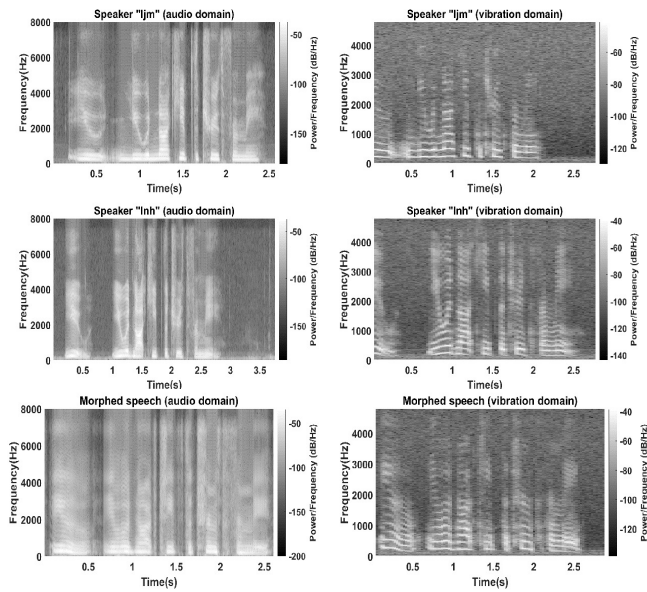 Speaker "ljm" (audio domain)
8000
6000
4000
2000
0
Frequency(Hz)
0.5 1 1.5 2 2.5
Time(s)
-50
-100
-150
Power/Frequency (dB/Hz)
Speaker "ljm" (vibration domain)
4000
3000
2000
1000
0
Frequency(Hz)
0.5 1 1.5 2 2.5
Time(s)
-60
-80
-100
-120
Power/Frequency (dB/Hz)
Speaker "lnh" (audio domain)
8000
6000
4000
2000
0
Frequency(Hz)
0.5 1 1.5 2 2.5 3 3.5
Time(s)
-50
-100
-150
Power/Frequency (dB/Hz)
Speaker "lnh" (vibration domain)
4000
3000
2000
1000
0
Frequency(Hz)
0.5 1 1.5 2 2.5
Time(s)
-40
-60
-80
-100
-120
-140
Power/Frequency (dB/Hz)
Morphed speech (audio domain)
8000
6000
4000
2000
0
Frequency(Hz)
0.5 1 1.5 2 2.5
Time(s)
-50
-100
-150
-200
Power/Frequency (dB/Hz)
Morphed speech (vibration domain)
4000
3000
2000
1000
0
Frequency(Hz)
0.5 1 1.5 2 2.5
Time(s)
-40
-60
-80
-100
-120
Power/Frequency (dB/Hz)